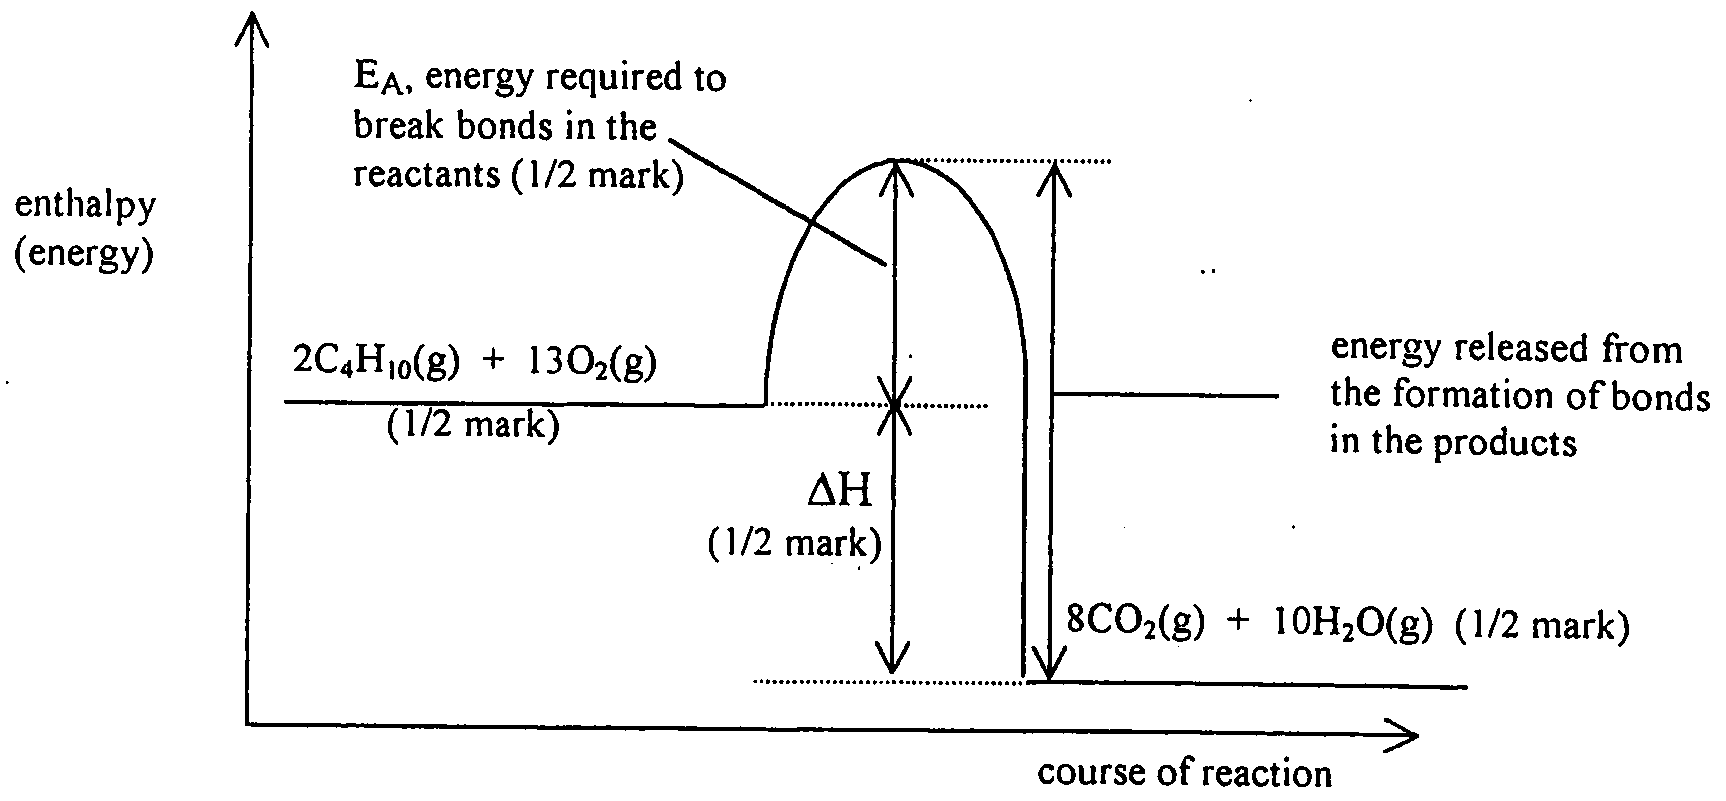 E_A, energy required to
break bonds in the
reactants (1/2 mark)
enthalpy
(energy)
2C₄H₁₀(g) + 13O₂(g)
(1/2 mark)
energy released from
the formation of bonds
in the products
ΔH
(1/2 mark)
8CO₂(g) + 10H₂O(g) (1/2 mark)
course of reaction